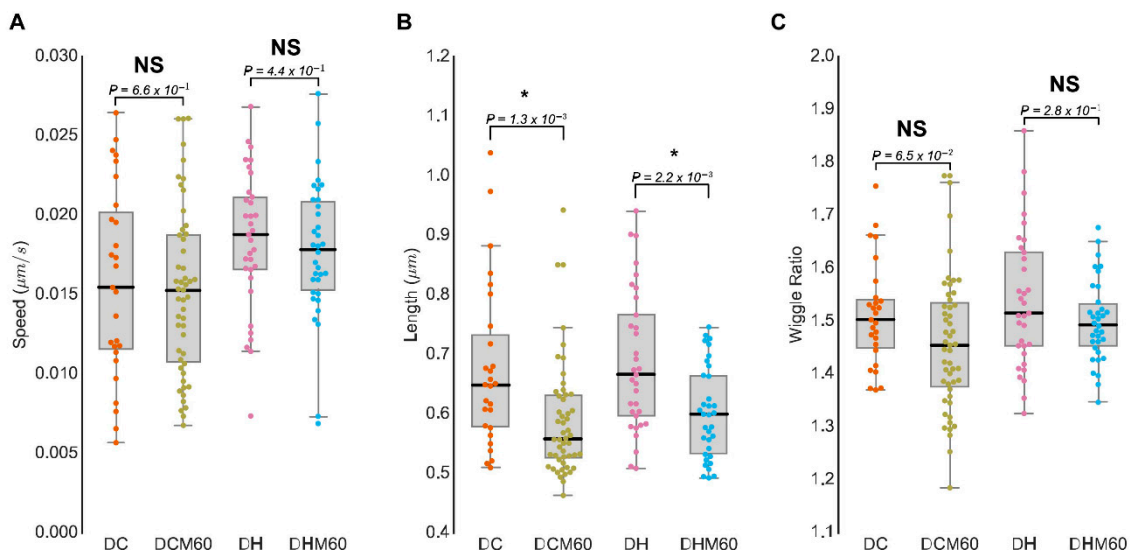 A
B
C
0.030
0.025
0.020
0.015
0.010
0.005
0.000
Speed (μm/s)
NS
P = 6.6 x 10⁻¹
NS
P = 4.4 x 10⁻¹
DC DCM60 DH DHM60
1.2
1.1
1.0
0.9
0.8
0.7
0.6
0.5
0.4
Length (μm)
*
P = 1.3 x 10⁻³
*
P = 2.2 x 10⁻³
DC DCM60 DH DHM60
2.0
1.9
1.8
1.7
1.6
1.5
1.4
1.3
1.2
1.1
Wiggle Ratio
NS
P = 6.5 x 10⁻²
NS
P = 2.8 x 10⁻¹
DC DCM60 DH DHM60